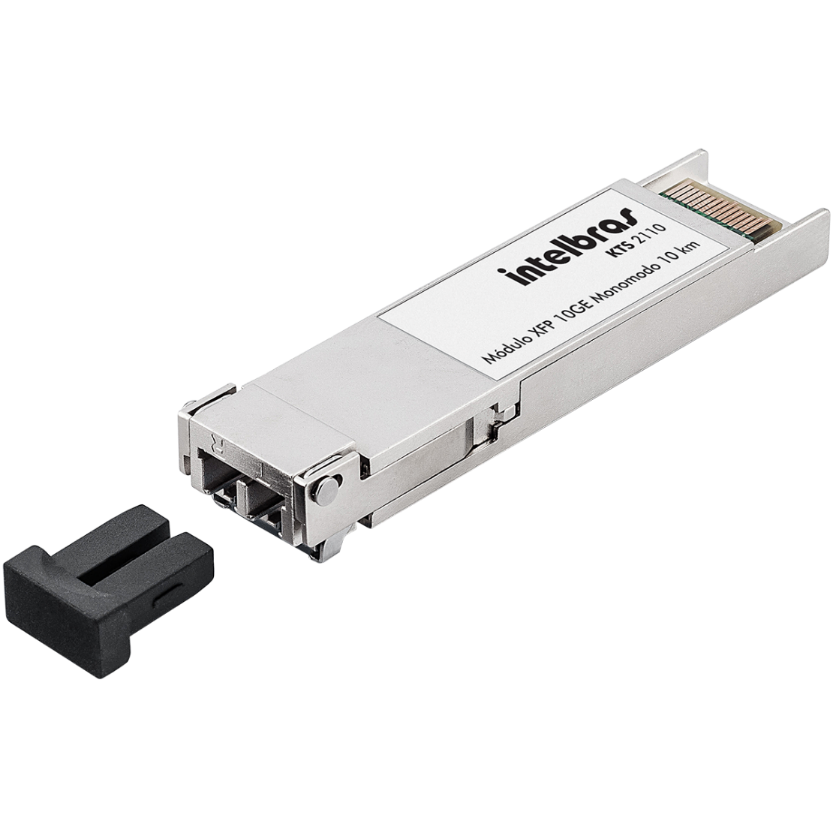 intelbras
KTS 2110
Módulo XFP 10GE Monomodo 10 km
R